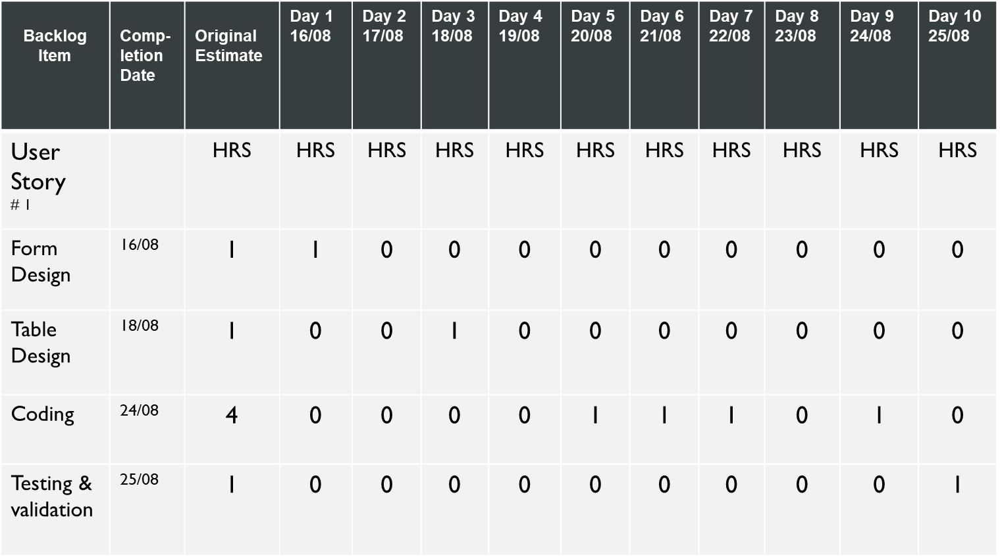 Backlog Item Comp-letion Date Original Estimate Day 1 16/08 Day 2 17/08 Day 3 18/08 Day 4 19/08 Day 5 20/08 Day 6 21/08 Day 7 22/08 Day 8 23/08 Day 9 24/08 Day 10 25/08
User Story # 1 HRS HRS HRS HRS HRS HRS HRS HRS HRS HRS HRS
Form Design 16/08 1 1 0 0 0 0 0 0 0 0 0
Table Design 18/08 1 0 0 1 0 0 0 0 0 0 0
Coding 24/08 4 0 0 0 0 1 1 1 0 1 0
Testing & validation 25/08 1 0 0 0 0 0 0 0 0 0 1